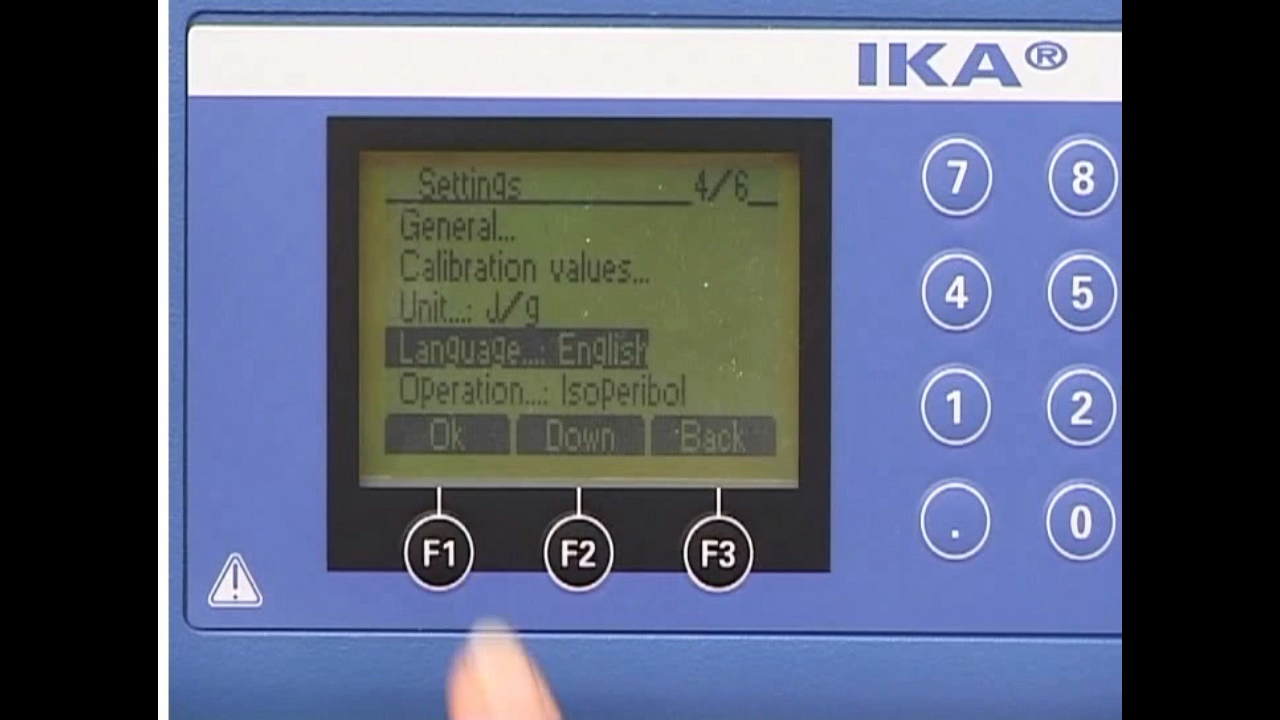 IKA®
Settings 4/6
General...
Calibration values...
Unit...: J/g
Language...: English
Operation...: Isoperibol
Ok Down Back
F1 F2 F3
7 8
4 5
1 2
. 0